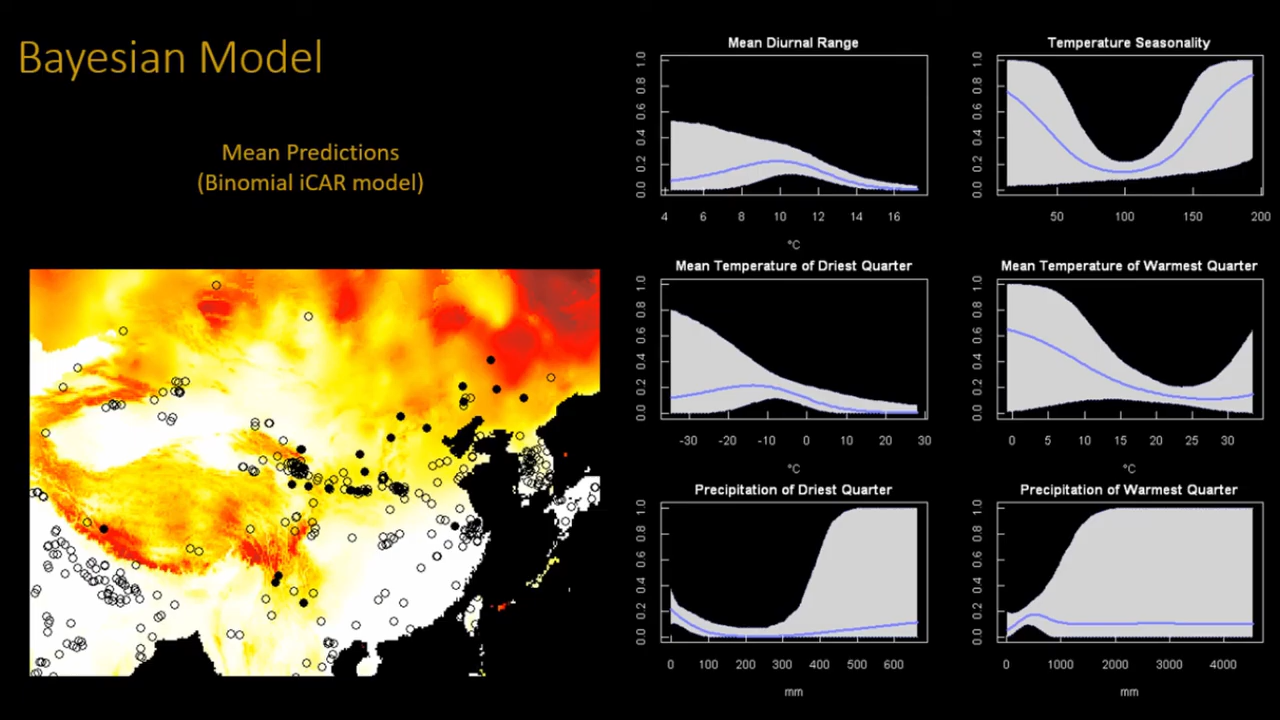 Bayesian Model
Mean Predictions
(Binomial iCAR model)
Mean Diurnal Range
0.0 0.2 0.4 0.6 0.8 1.0
4 6 8 10 12 14 16
°C
Temperature Seasonality
0.0 0.2 0.4 0.6 0.8 1.0
50 100 150 200
Mean Temperature of Driest Quarter
0.0 0.2 0.4 0.6 0.8 1.0
-30 -20 -10 0 10 20 30
°C
Mean Temperature of Warmest Quarter
0.0 0.2 0.4 0.6 0.8 1.0
0 5 10 15 20 25 30
°C
Precipitation of Driest Quarter
0.0 0.2 0.4 0.6 0.8 1.0
0 100 200 300 400 500 600
mm
Precipitation of Warmest Quarter
0.0 0.2 0.4 0.6 0.8 1.0
0 1000 2000 3000 4000
mm